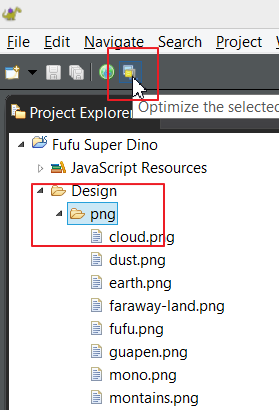 File Edit Navigate Search Project
Optimize the selected
Project Explorer
Fufu Super Dino
JavaScript Resources
Design
png
cloud.png
dust.png
earth.png
faraway-land.png
fufu.png
guapen.png
mono.png
montains.png